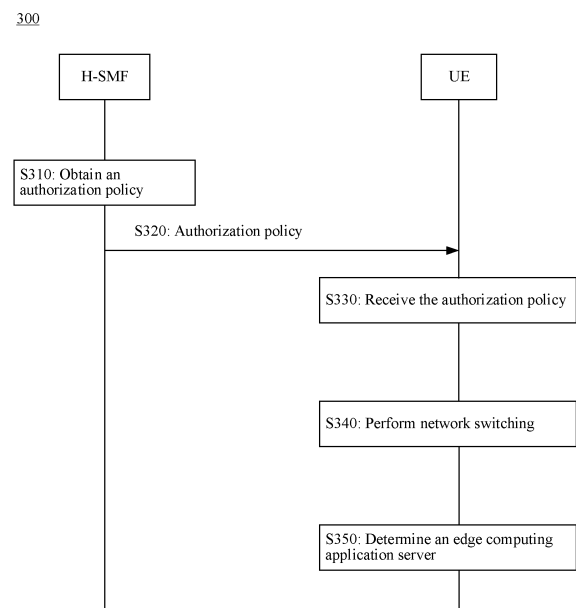 300
H-SMF
UE
S310: Obtain an
authorization policy
S320: Authorization policy
S330: Receive the authorization policy
S340: Perform network switching
S350: Determine an edge computing
application server